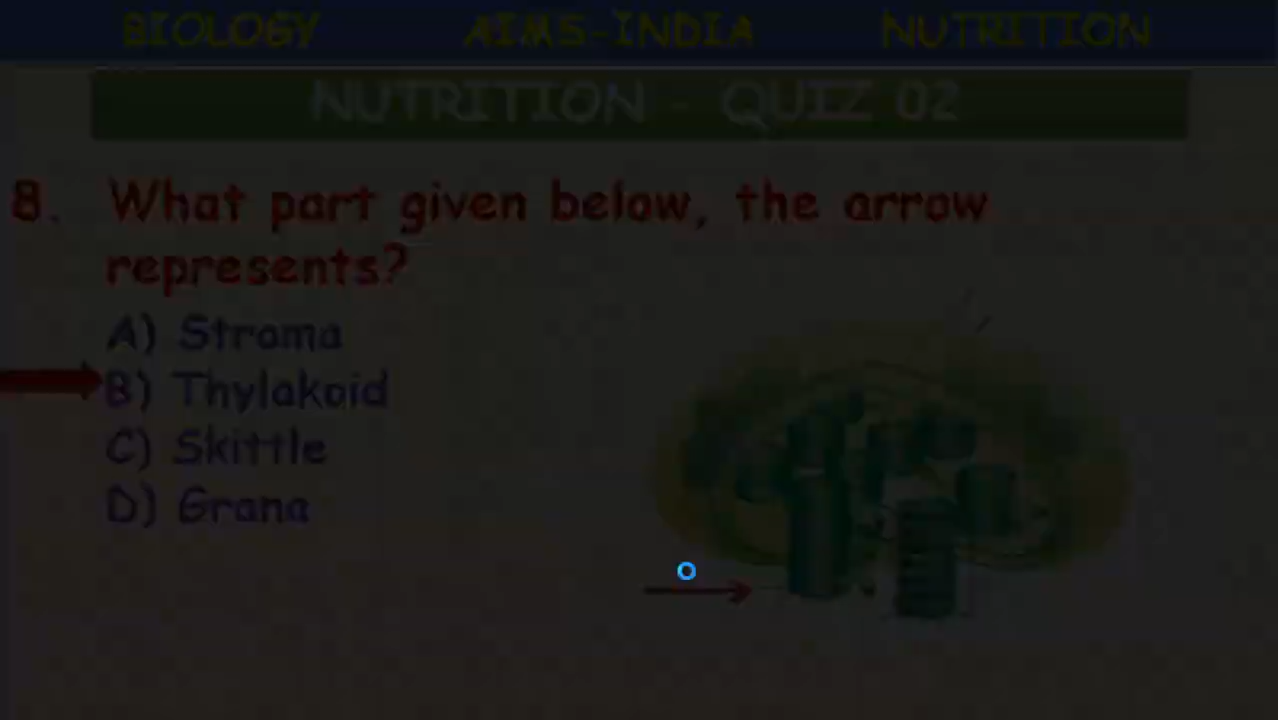 BIOLOGY AIMS-INDIA NUTRITION
NUTRITION - QUIZ 02
8. What part given below, the arrow
represents?
A) Stroma
B) Thylakoid
C) Skittle
D) Grana